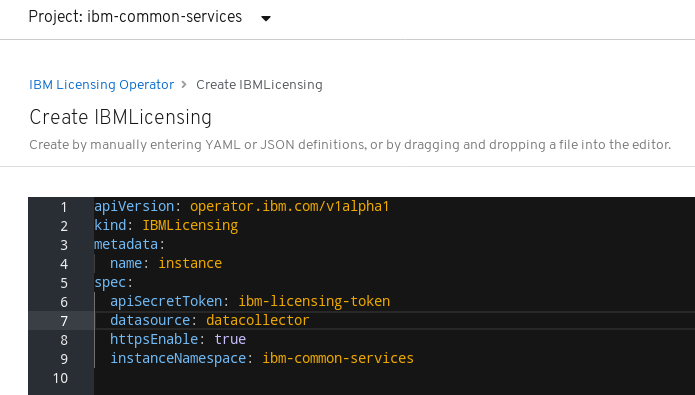 Project: ibm-common-services
IBM Licensing Operator > Create IBMLicensing
Create IBMLicensing
Create by manually entering YAML or JSON definitions, or by dragging and dropping a file into the editor.
1 apiVersion: operator.ibm.com/v1alpha1
2 kind: IBMLicensing
3 metadata:
4   name: instance
5 spec:
6   apiSecretToken: ibm-licensing-token
7   datasource: datacollector
8   httpsEnable: true
9   instanceNamespace: ibm-common-services
10